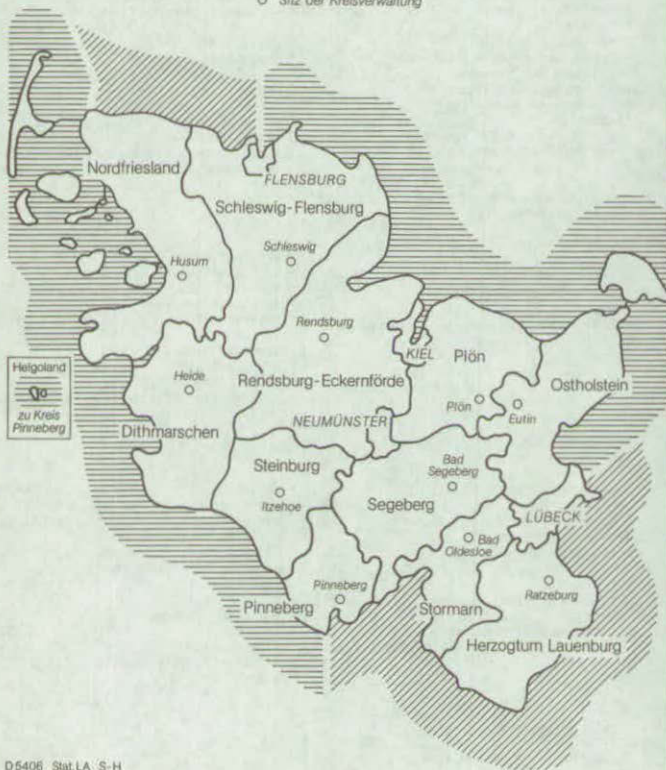 Sitz der Kreisverwaltung
Nordfriesland
FLENSBURG
Schleswig-Flensburg
Schleswig
Husum
Rendsburg
KIEL
Plön
Helgoland
zu Kreis
Pinneberg
Heide
Rendsburg-Eckernförde
Ostholstein
Plön
Eutin
Dithmarschen
NEUMÜNSTER
Steinburg
Bad
Segeberg
Itzehoe
Segeberg
LÜBECK
Bad
Oldesloe
Pinneberg
Ratzeburg
Pinneberg
Stormarn
Herzogtum Lauenburg
D5406 Stat.LA S-H